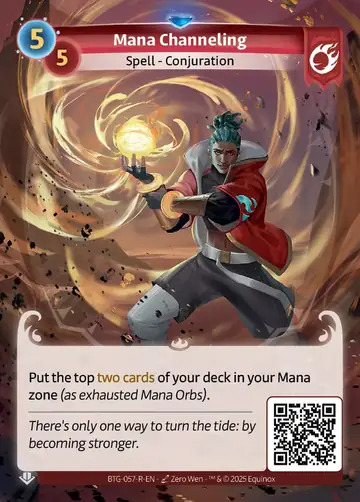 5
5
Mana Channeling
Spell - Conjuration
Put the top two cards of your deck in your Mana
zone (as exhausted Mana Orbs).
There's only one way to turn the tide: by
becoming stronger.
BTG-057-R-EN - Zero Wen - ™ & © 2025 Equinox